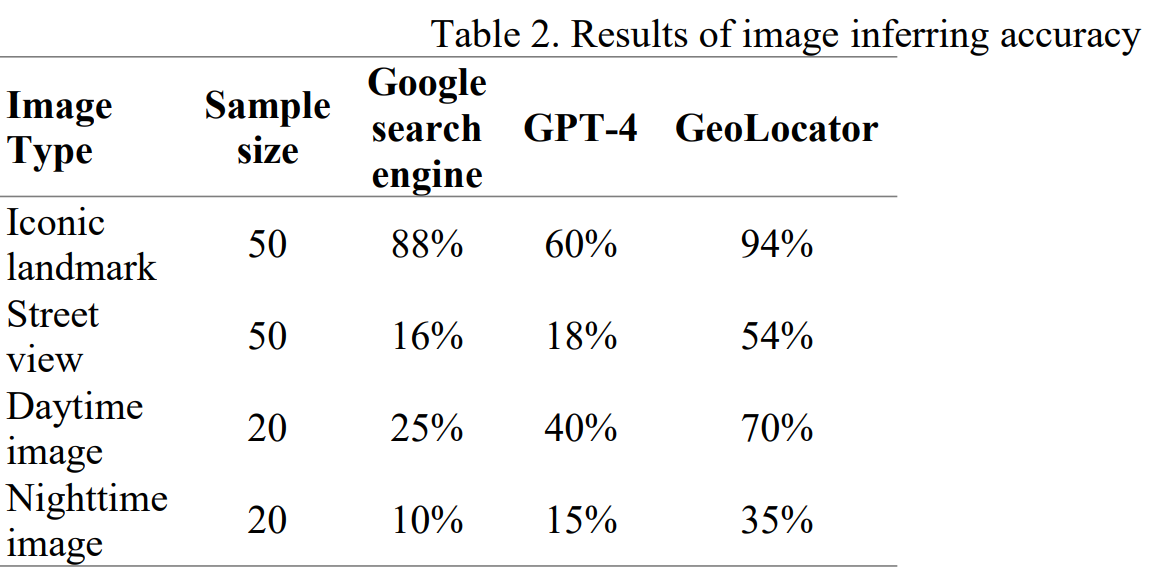 Table 2. Results of image inferring accuracy
Image Type Sample size Google search engine GPT-4 GeoLocator
Iconic landmark 50 88% 60% 94%
Street view 50 16% 18% 54%
Daytime image 20 25% 40% 70%
Nighttime image 20 10% 15% 35%